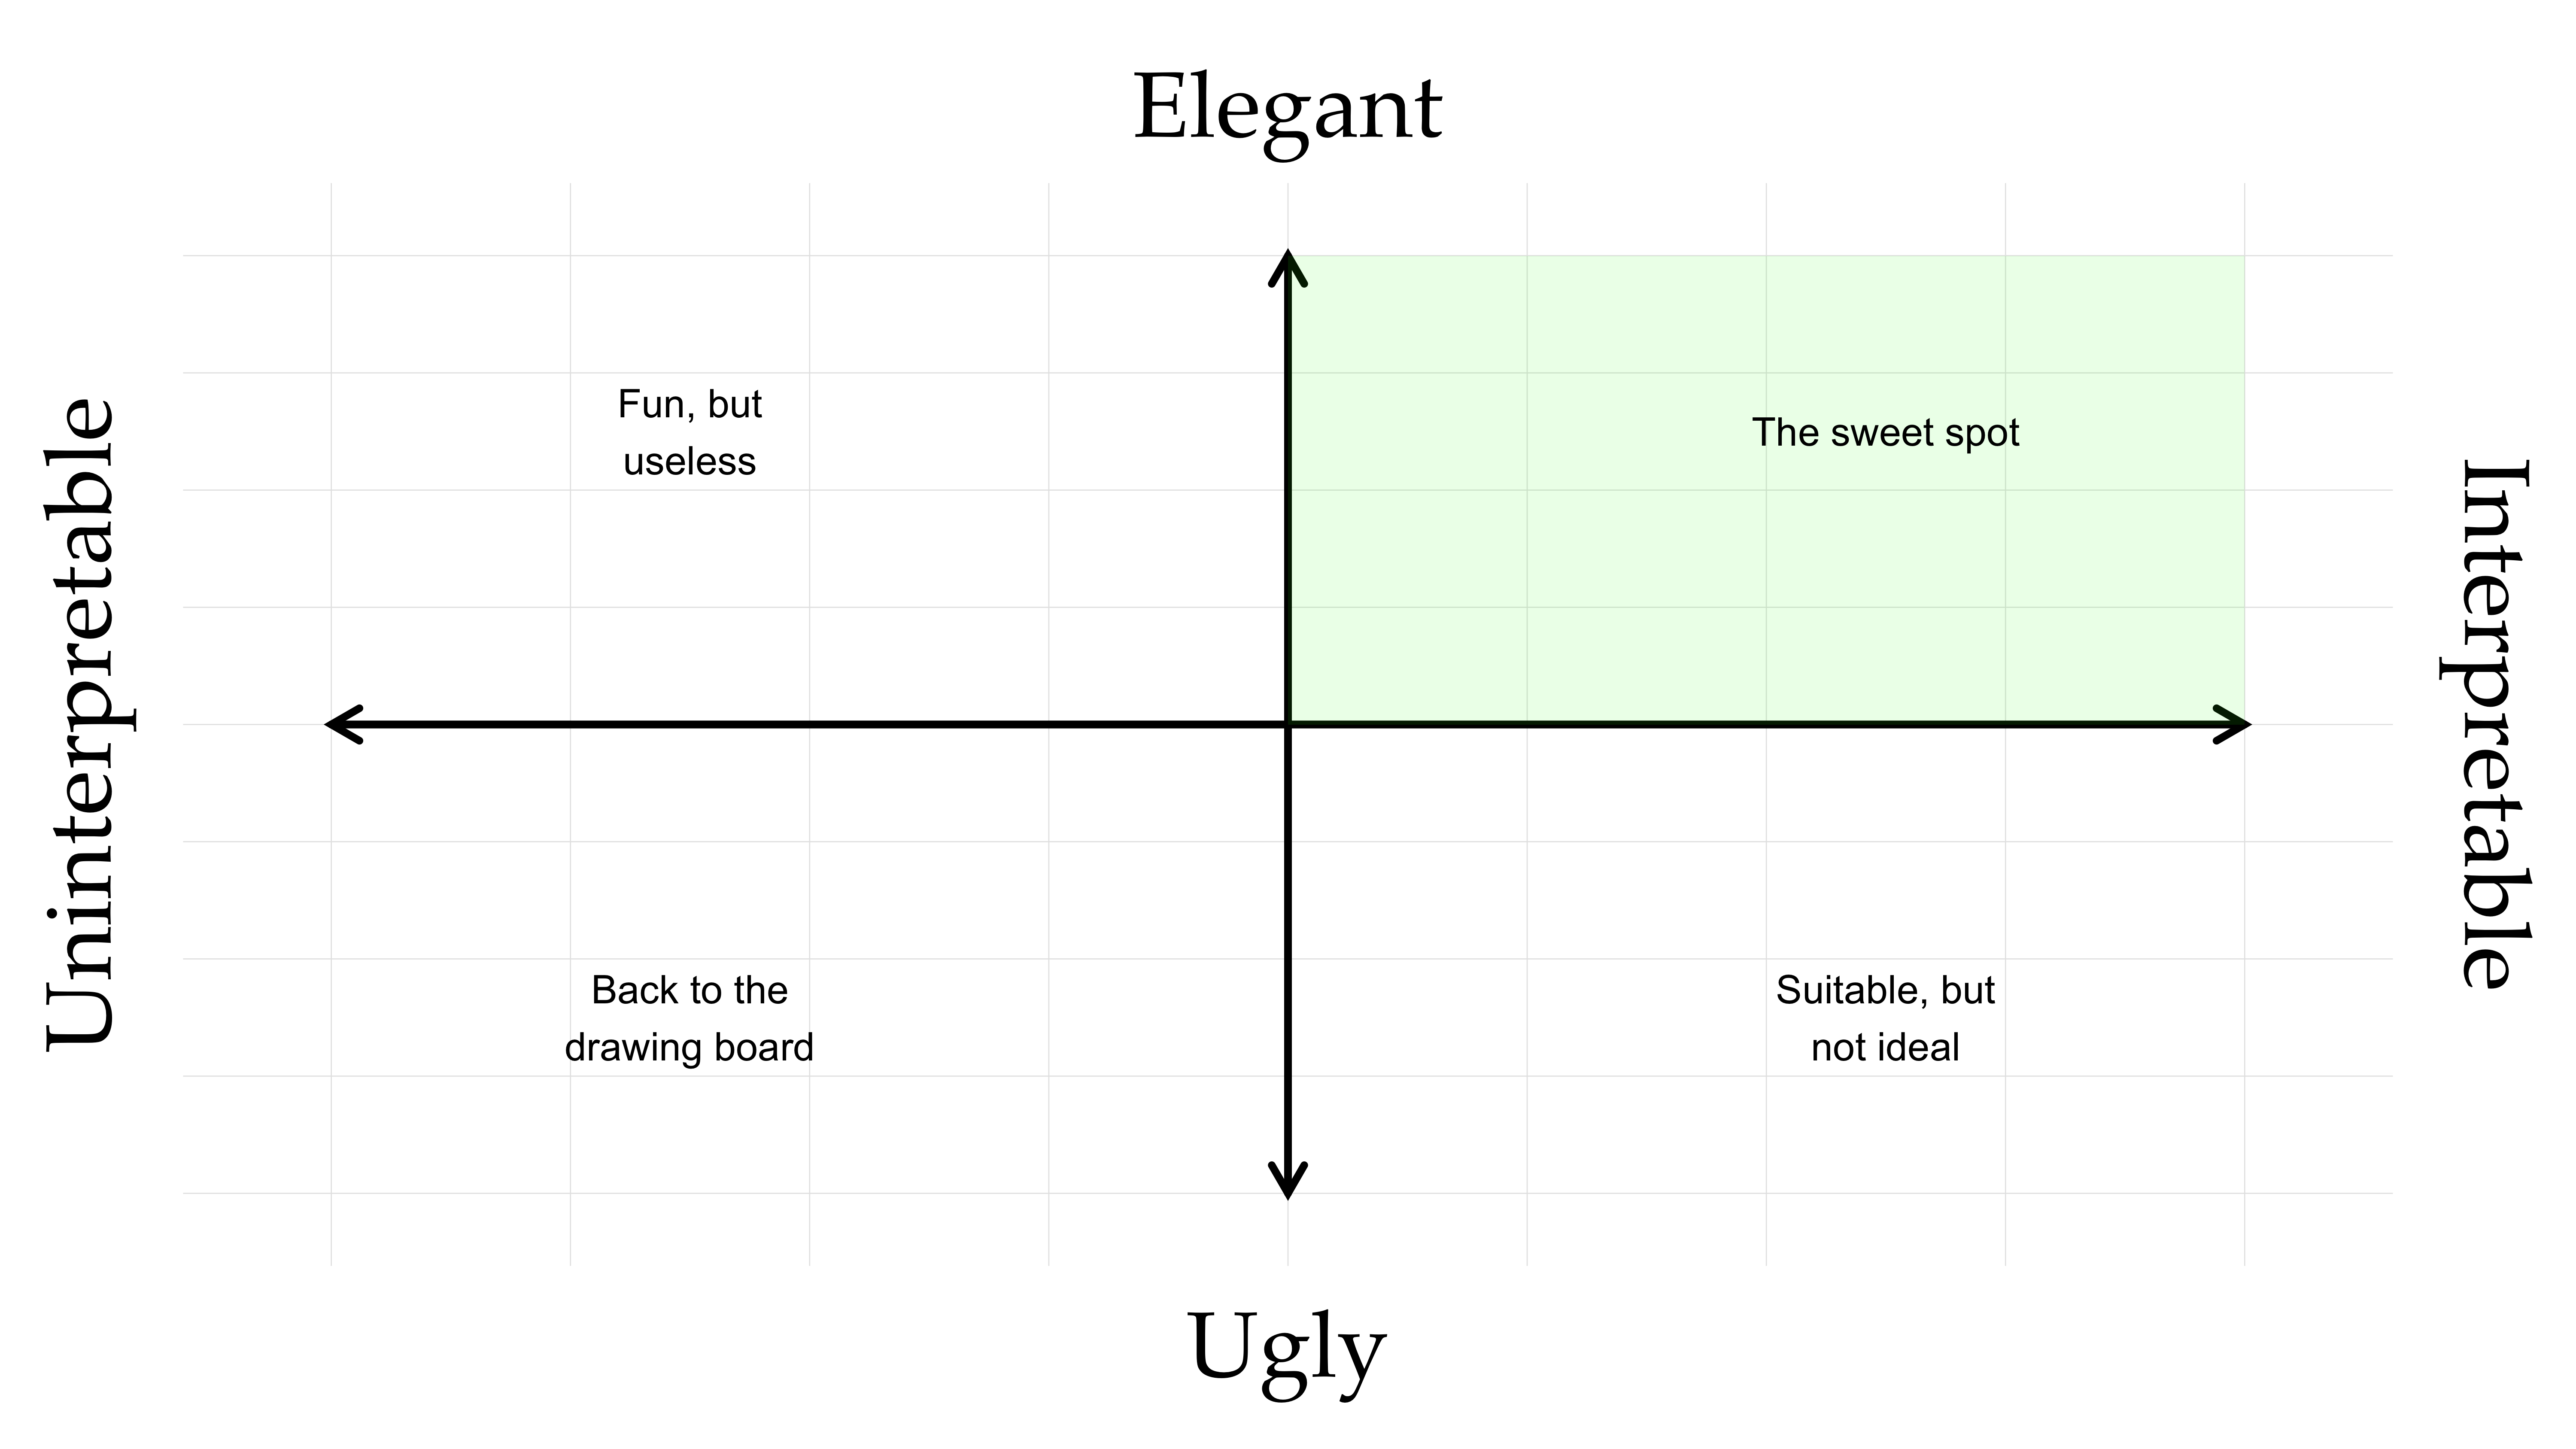 Elegant
Uninterpretable
Fun, but
useless
The sweet spot
Interpretable
Back to the
drawing board
Suitable, but
not ideal
Ugly